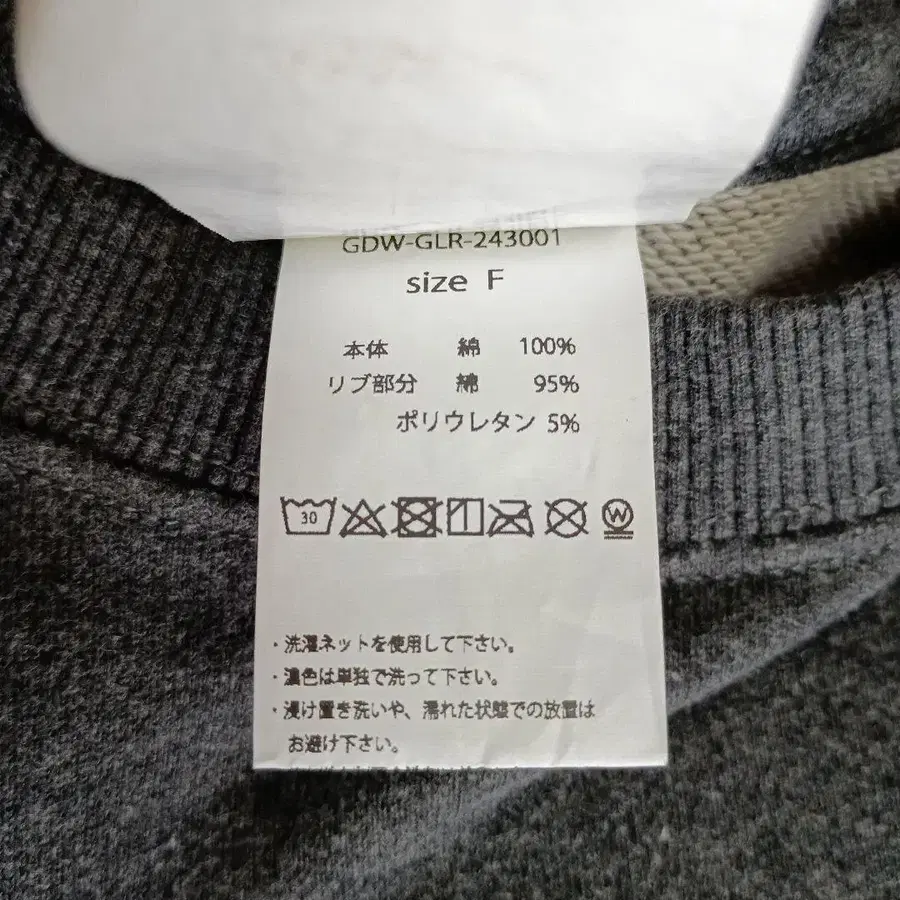 GDW-GLR-243001
size F
本体 綿 100%
リブ部分 綿 95%
ポリウレタン 5%
30
W
・洗濯ネットを使用して下さい。
・濃色は単独で洗って下さい。
・浸け置き洗いや、濡れた状態での放置は
お避け下さい。